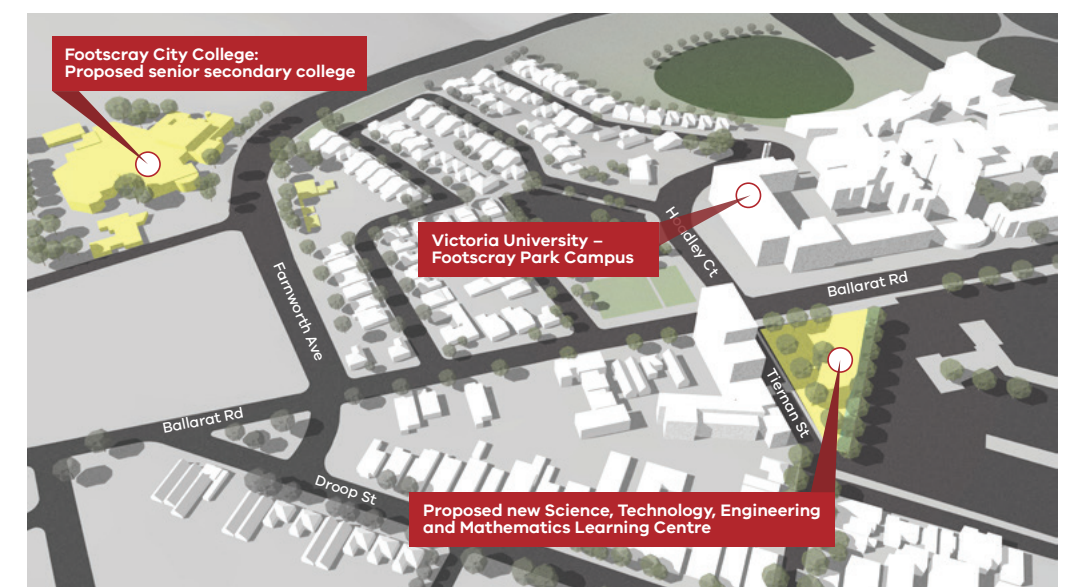 Footscray City College:
Proposed senior secondary college
Victoria University –
Footscray Park Campus
Hoadley Ct
Ballarat Rd
Farnworth Ave
Tiernan St
Ballarat Rd
Droop St
Proposed new Science, Technology, Engineering
and Mathematics Learning Centre